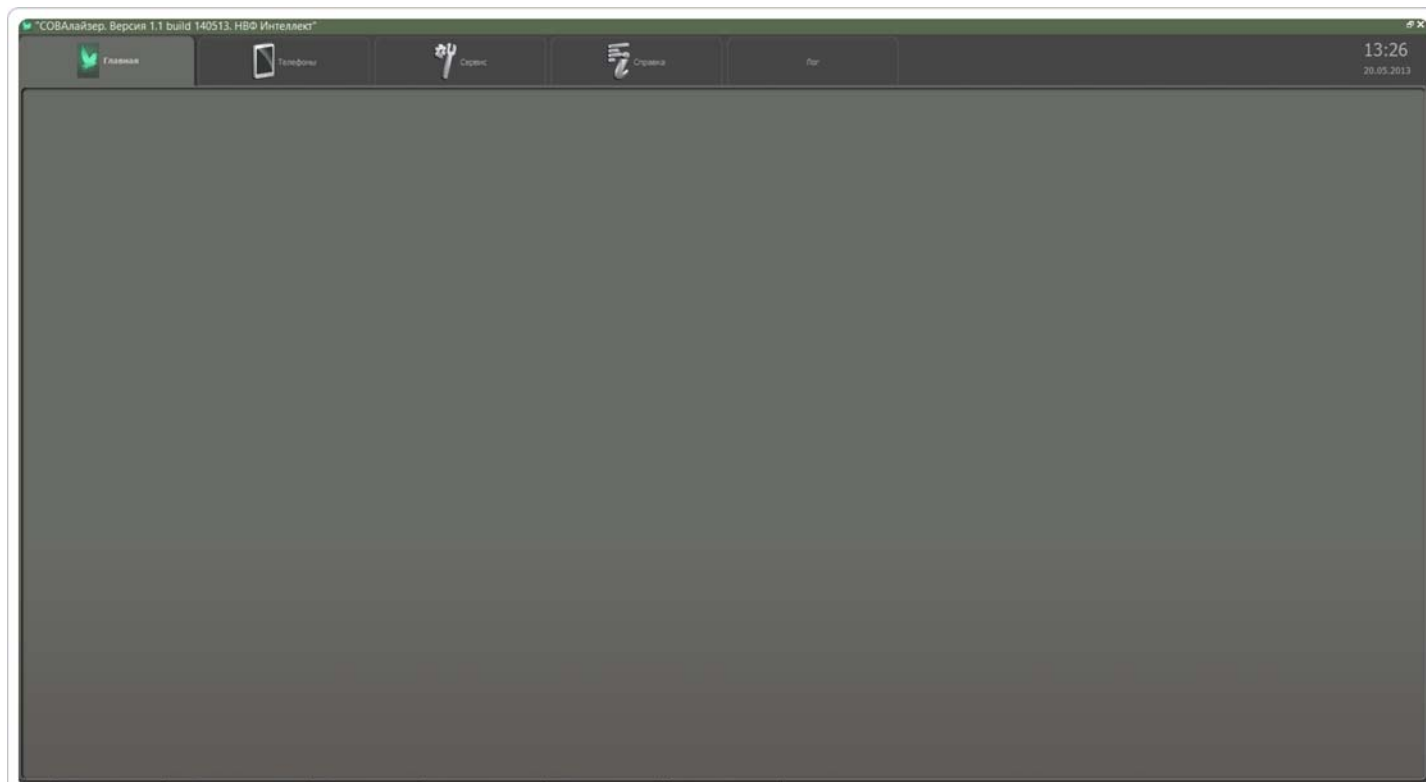 "СОВАлайзер. Версия 1.1 build 140513. НВФ Интеллект"
Главная
Телефоны
Сервис
Справка
Лог
13:26
20.05.2013